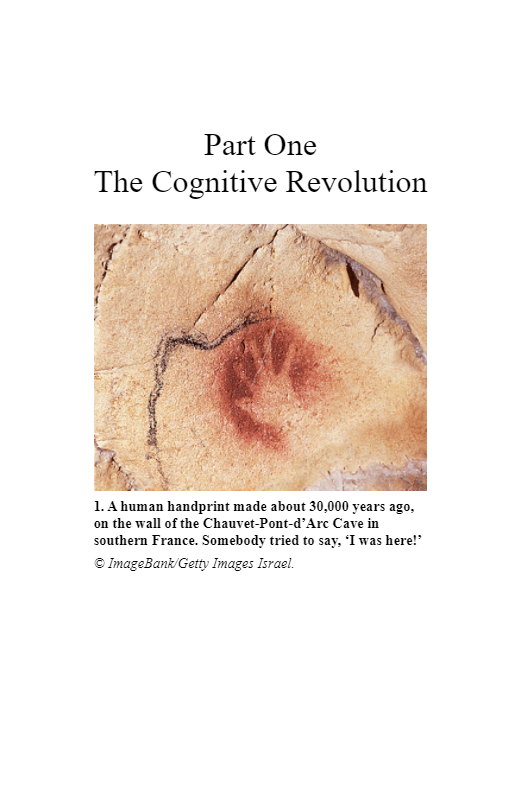 Part One
The Cognitive Revolution
1. A human handprint made about 30,000 years ago,
on the wall of the Chauvet-Pont-d’Arc Cave in
southern France. Somebody tried to say, ‘I was here!’
© ImageBank/Getty Images Israel.